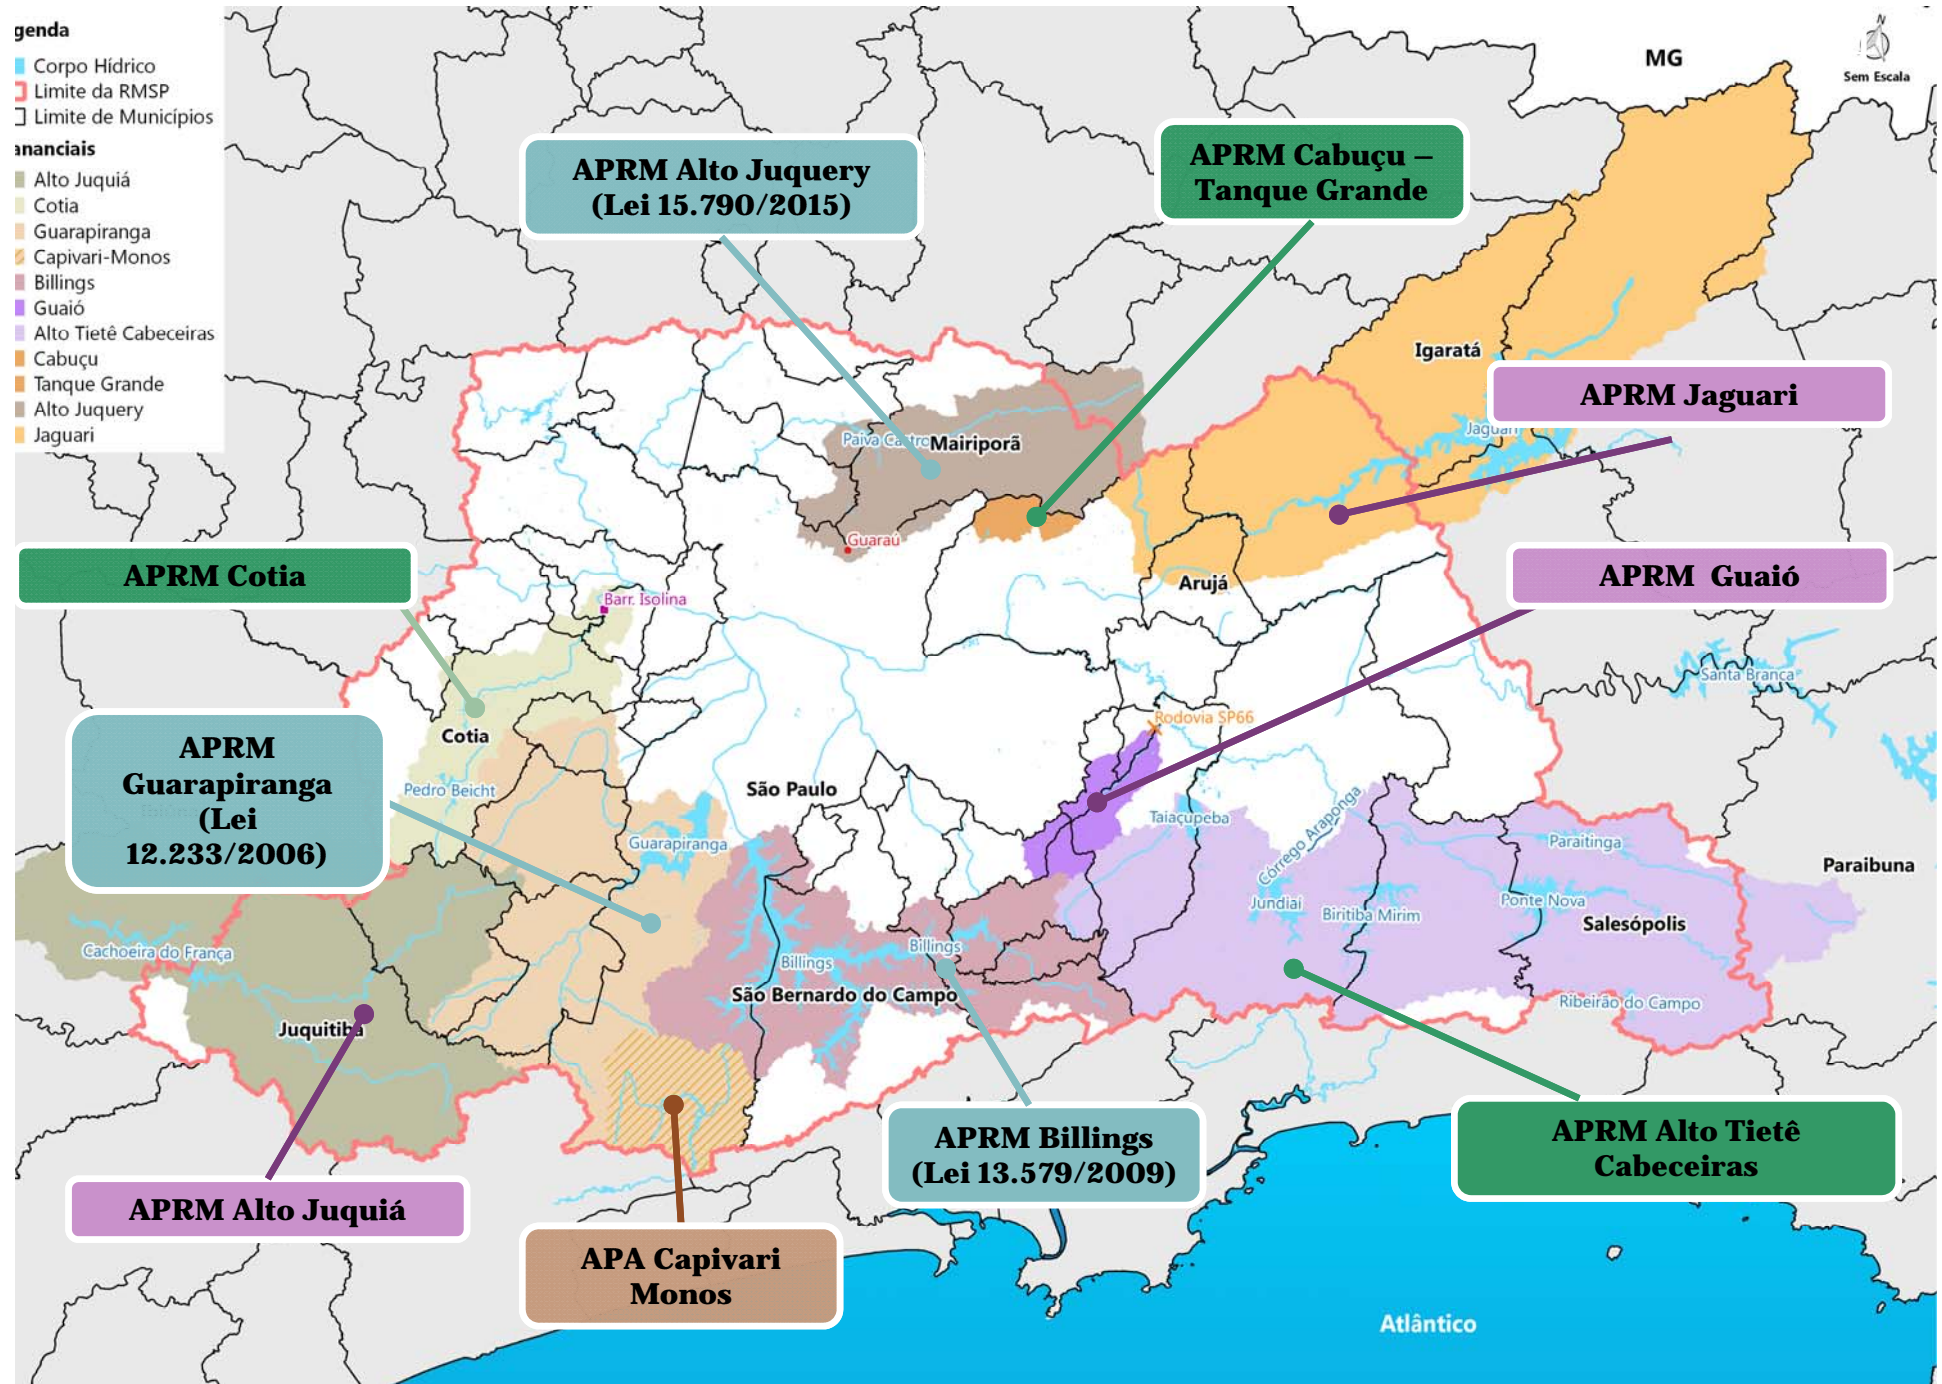 genda
Corpo Hídrico
Limite da RMSP
Limite de Municípios
ananciais
Alto Juquiá
Cotia
Guarapiranga
Capivari-Monos
Billings
Guaió
Alto Tietê Cabeceiras
Cabuçu
Tanque Grande
Alto Juquery
Jaguari
MG
N
Sem Escala
APRM Alto Juquery
(Lei 15.790/2015)
APRM Cabuçu –
Tanque Grande
Igaratá
APRM Jaguari
Jaguari
Paiva Castro
Mairiporã
Guaraú
Arujá
APRM Guaió
APRM Cotia
Barr. Isolina
Santa Branca
Rodovia SP66
Cotia
APRM
Guarapiranga
(Lei
12.233/2006)
Pedro Beicht
São Paulo
Guarapiranga
Taiaçupeba
Córrego Araponga
Paraitinga
Paraibuna
Jundiaí
Biritiba Mirim
Ponte Nova
Salesópolis
Cachoeira do França
Billings
Billings
São Bernardo do Campo
Ribeirão do Campo
Juquitiba
APRM Billings
(Lei 13.579/2009)
APRM Alto Tietê
Cabeceiras
APRM Alto Juquiá
APA Capivari
Monos
Atlântico